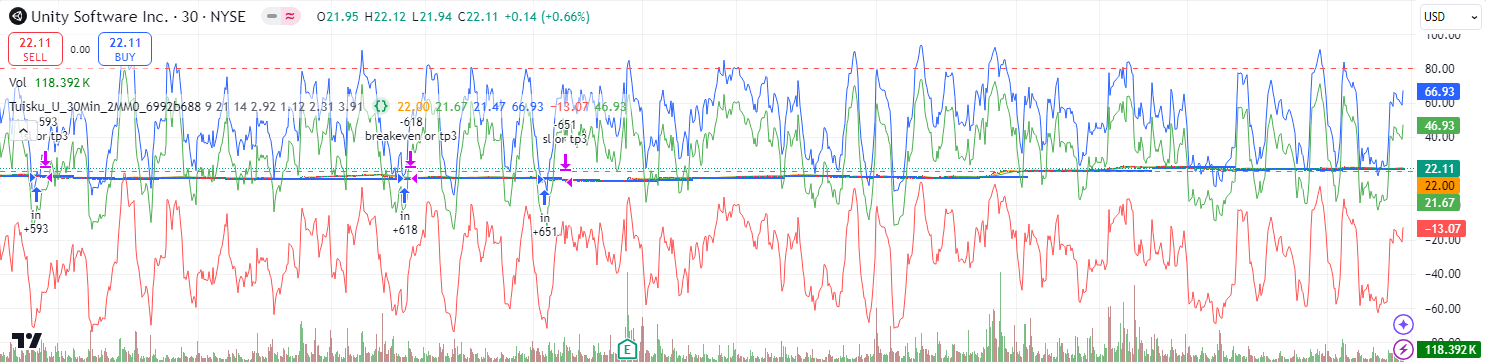 Unity Software Inc. · 30 · NYSE O21.95 H22.12 L21.94 C22.11 +0.14 (+0.66%)
USD
22.11 SELL 0.00 22.11 BUY
Vol 118.392 K
Tuisku_U_30Min_2MM0_6992b688 9 21 14 2.92 1.12 2.31 3.91 {} 22.00 21.67 21.47 66.93 −13.07 46.93
-593
or tp3
-618
breakeven or tp3
-651
sl or tp3
in
+593
in
+618
in
+651
E
100.00
80.00
66.93
60.00
46.93
40.00
22.11
22.00
21.67
−13.07
−20.00
−40.00
−60.00
118.392 K